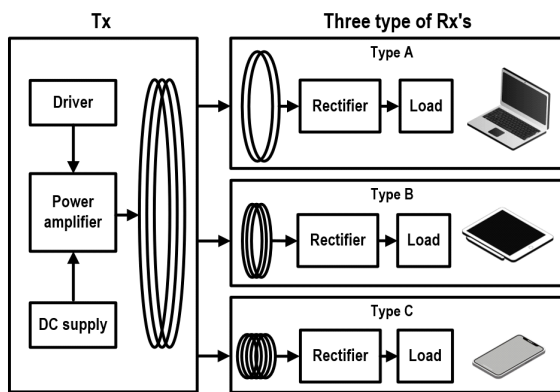 Tx
Three type of Rx's
Driver
Power
amplifier
DC supply
Type A
Rectifier
Load
Type B
Rectifier
Load
Type C
Rectifier
Load